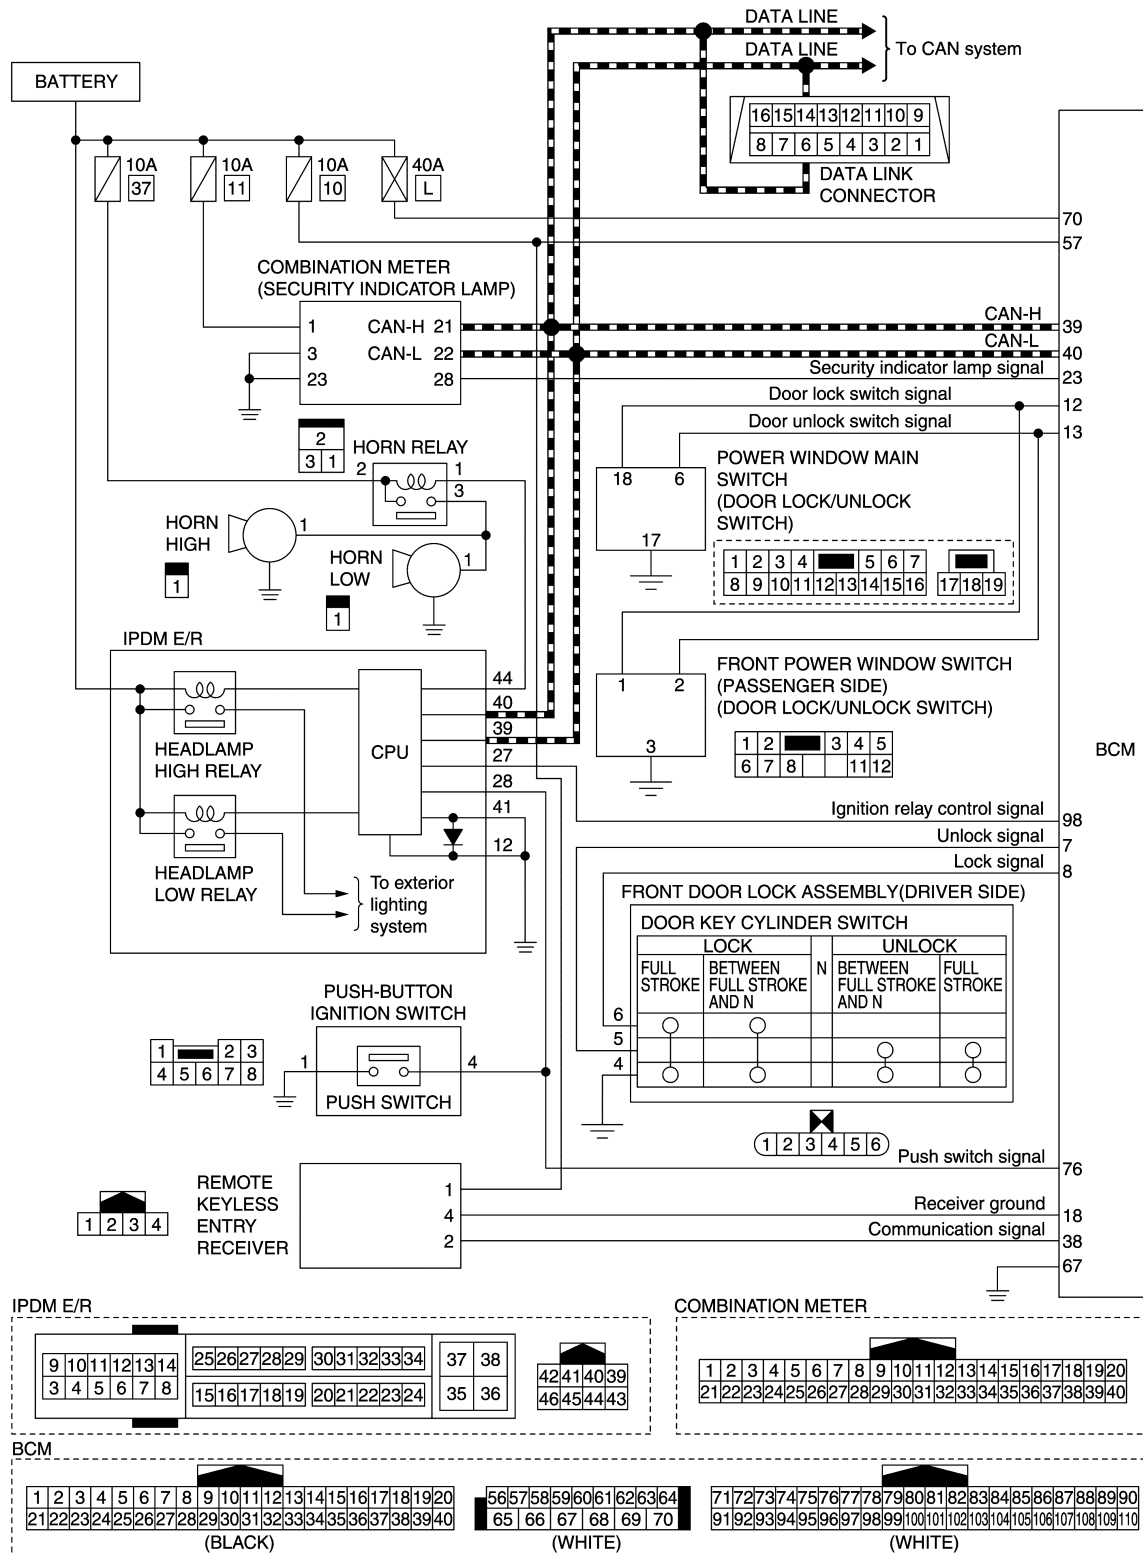 DATA LINE
DATA LINE
To CAN system
BATTERY
16 15 14 13 12 11 10 9
8 7 6 5 4 3 2 1
DATA LINK
CONNECTOR
10A
37
10A
11
10A
10
40A
L
70
57
COMBINATION METER
(SECURITY INDICATOR LAMP)
1 CAN-H 21
3 CAN-L 22
23 28
CAN-H
39
CAN-L
40
Security indicator lamp signal
23
Door lock switch signal
12
Door unlock switch signal
13
2
3 1
HORN RELAY
2 1
3
HORN
HIGH
1
1
HORN
LOW
1
1
18 6
17
POWER WINDOW MAIN
SWITCH
(DOOR LOCK/UNLOCK
SWITCH)
1 2 3 4 5 6 7
8 9 10 11 12 13 14 15 16
17 18 19
IPDM E/R
44
40
39
27
28
41
12
CPU
HEADLAMP
HIGH RELAY
HEADLAMP
LOW RELAY
To exterior
lighting
system
1 2
3
FRONT POWER WINDOW SWITCH
(PASSENGER SIDE)
(DOOR LOCK/UNLOCK SWITCH)
1 2 3 4 5
6 7 8 11 12
BCM
Ignition relay control signal
98
Unlock signal
7
Lock signal
8
FRONT DOOR LOCK ASSEMBLY(DRIVER SIDE)
DOOR KEY CYLINDER SWITCH
LOCK N UNLOCK
FULL
STROKE
BETWEEN
FULL STROKE
AND N
BETWEEN
FULL STROKE
AND N
FULL
STROKE
6
5
4
1 2 3 4 5 6
PUSH-BUTTON
IGNITION SWITCH
1 4
PUSH SWITCH
1 2 3
4 5 6 7 8
Push switch signal
76
REMOTE
KEYLESS
ENTRY
RECEIVER
1
4
2
1 2 3 4
Receiver ground
18
Communication signal
38
67
IPDM E/R
9 10 11 12 13 14
3 4 5 6 7 8
25 26 27 28 29 30 31 32 33 34
15 16 17 18 19 20 21 22 23 24
37 38
35 36
42 41 40 39
46 45 44 43
COMBINATION METER
1 2 3 4 5 6 7 8 9 10 11 12 13 14 15 16 17 18 19 20
21 22 23 24 25 26 27 28 29 30 31 32 33 34 35 36 37 38 39 40
BCM
1 2 3 4 5 6 7 8 9 10 11 12 13 14 15 16 17 18 19 20
21 22 23 24 25 26 27 28 29 30 31 32 33 34 35 36 37 38 39 40
(BLACK)
56 57 58 59 60 61 62 63 64
65 66 67 68 69 70
(WHITE)
71 72 73 74 75 76 77 78 79 80 81 82 83 84 85 86 87 88 89 90
91 92 93 94 95 96 97 98 99 100 101 102 103 104 105 106 107 108 109 110
(WHITE)